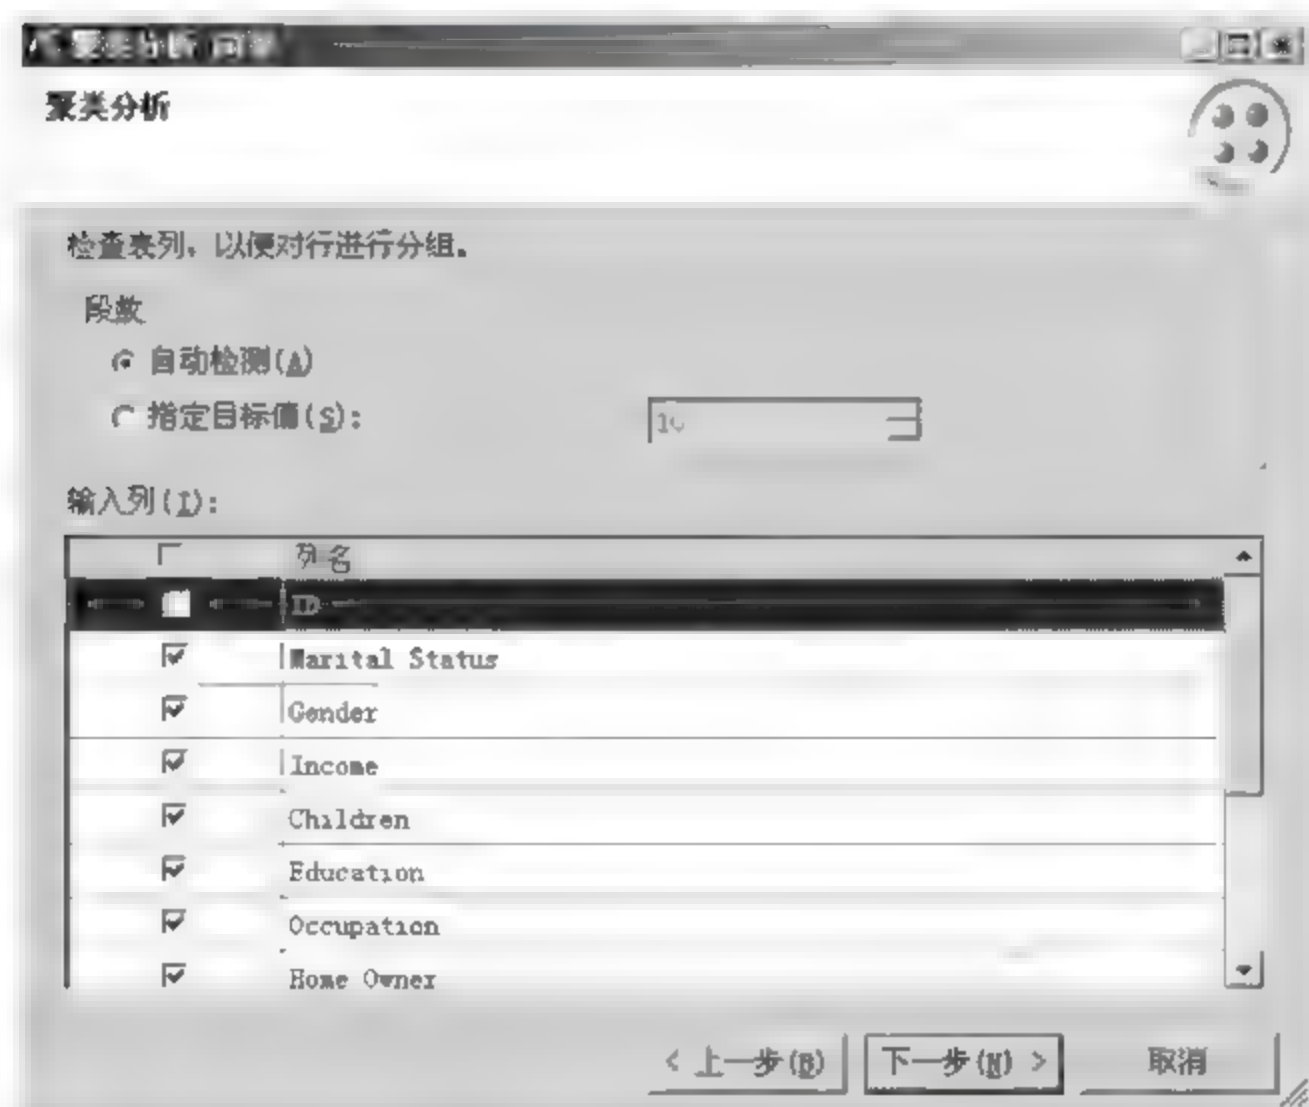 聚类分析
检查表列，以便对行进行分组。
段数
自动检测(A)
指定目标值(S):
输入列(I):
列名
ID
Marital Status
Gender
Income
Children
Education
Occupation
Home Owner
< 上一步(B)
下一步(N) >
取消